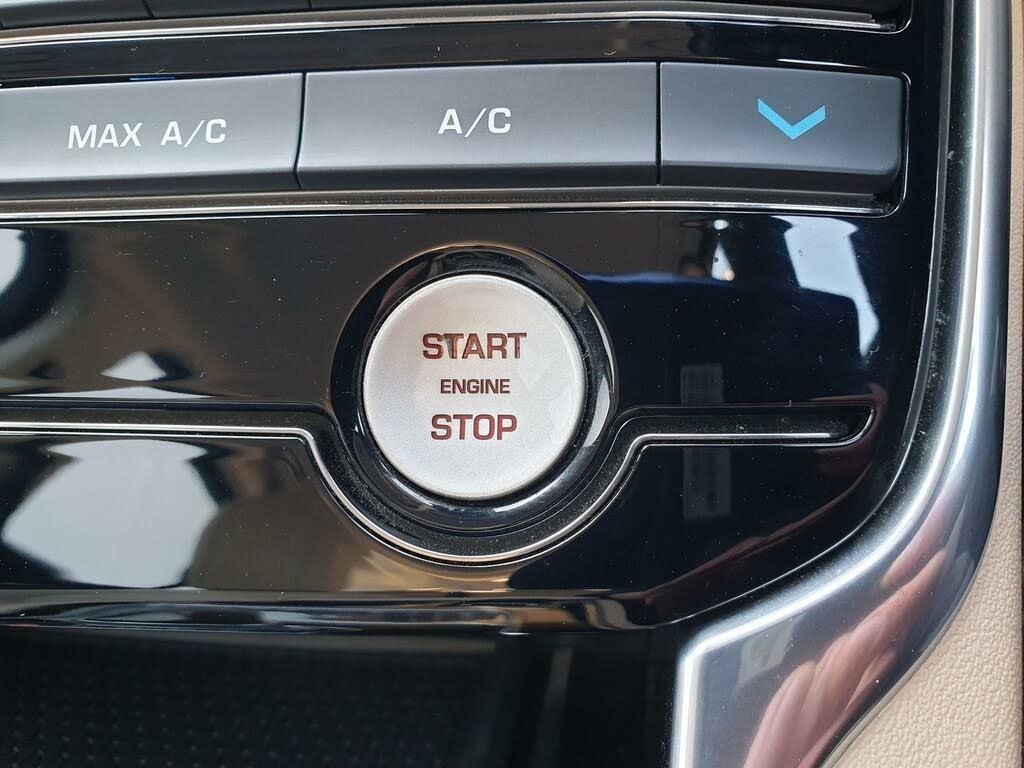 MAX A/C
A/C
START
ENGINE
STOP